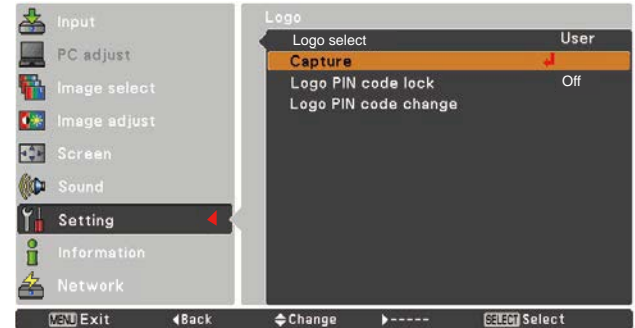 Input
PC adjust
Image select
Image adjust
Screen
Sound
Setting
Information
Network
Logo
Logo select User
Capture
Logo PIN code lock Off
Logo PIN code change
MENU Exit Back Change ----- SELECT Select